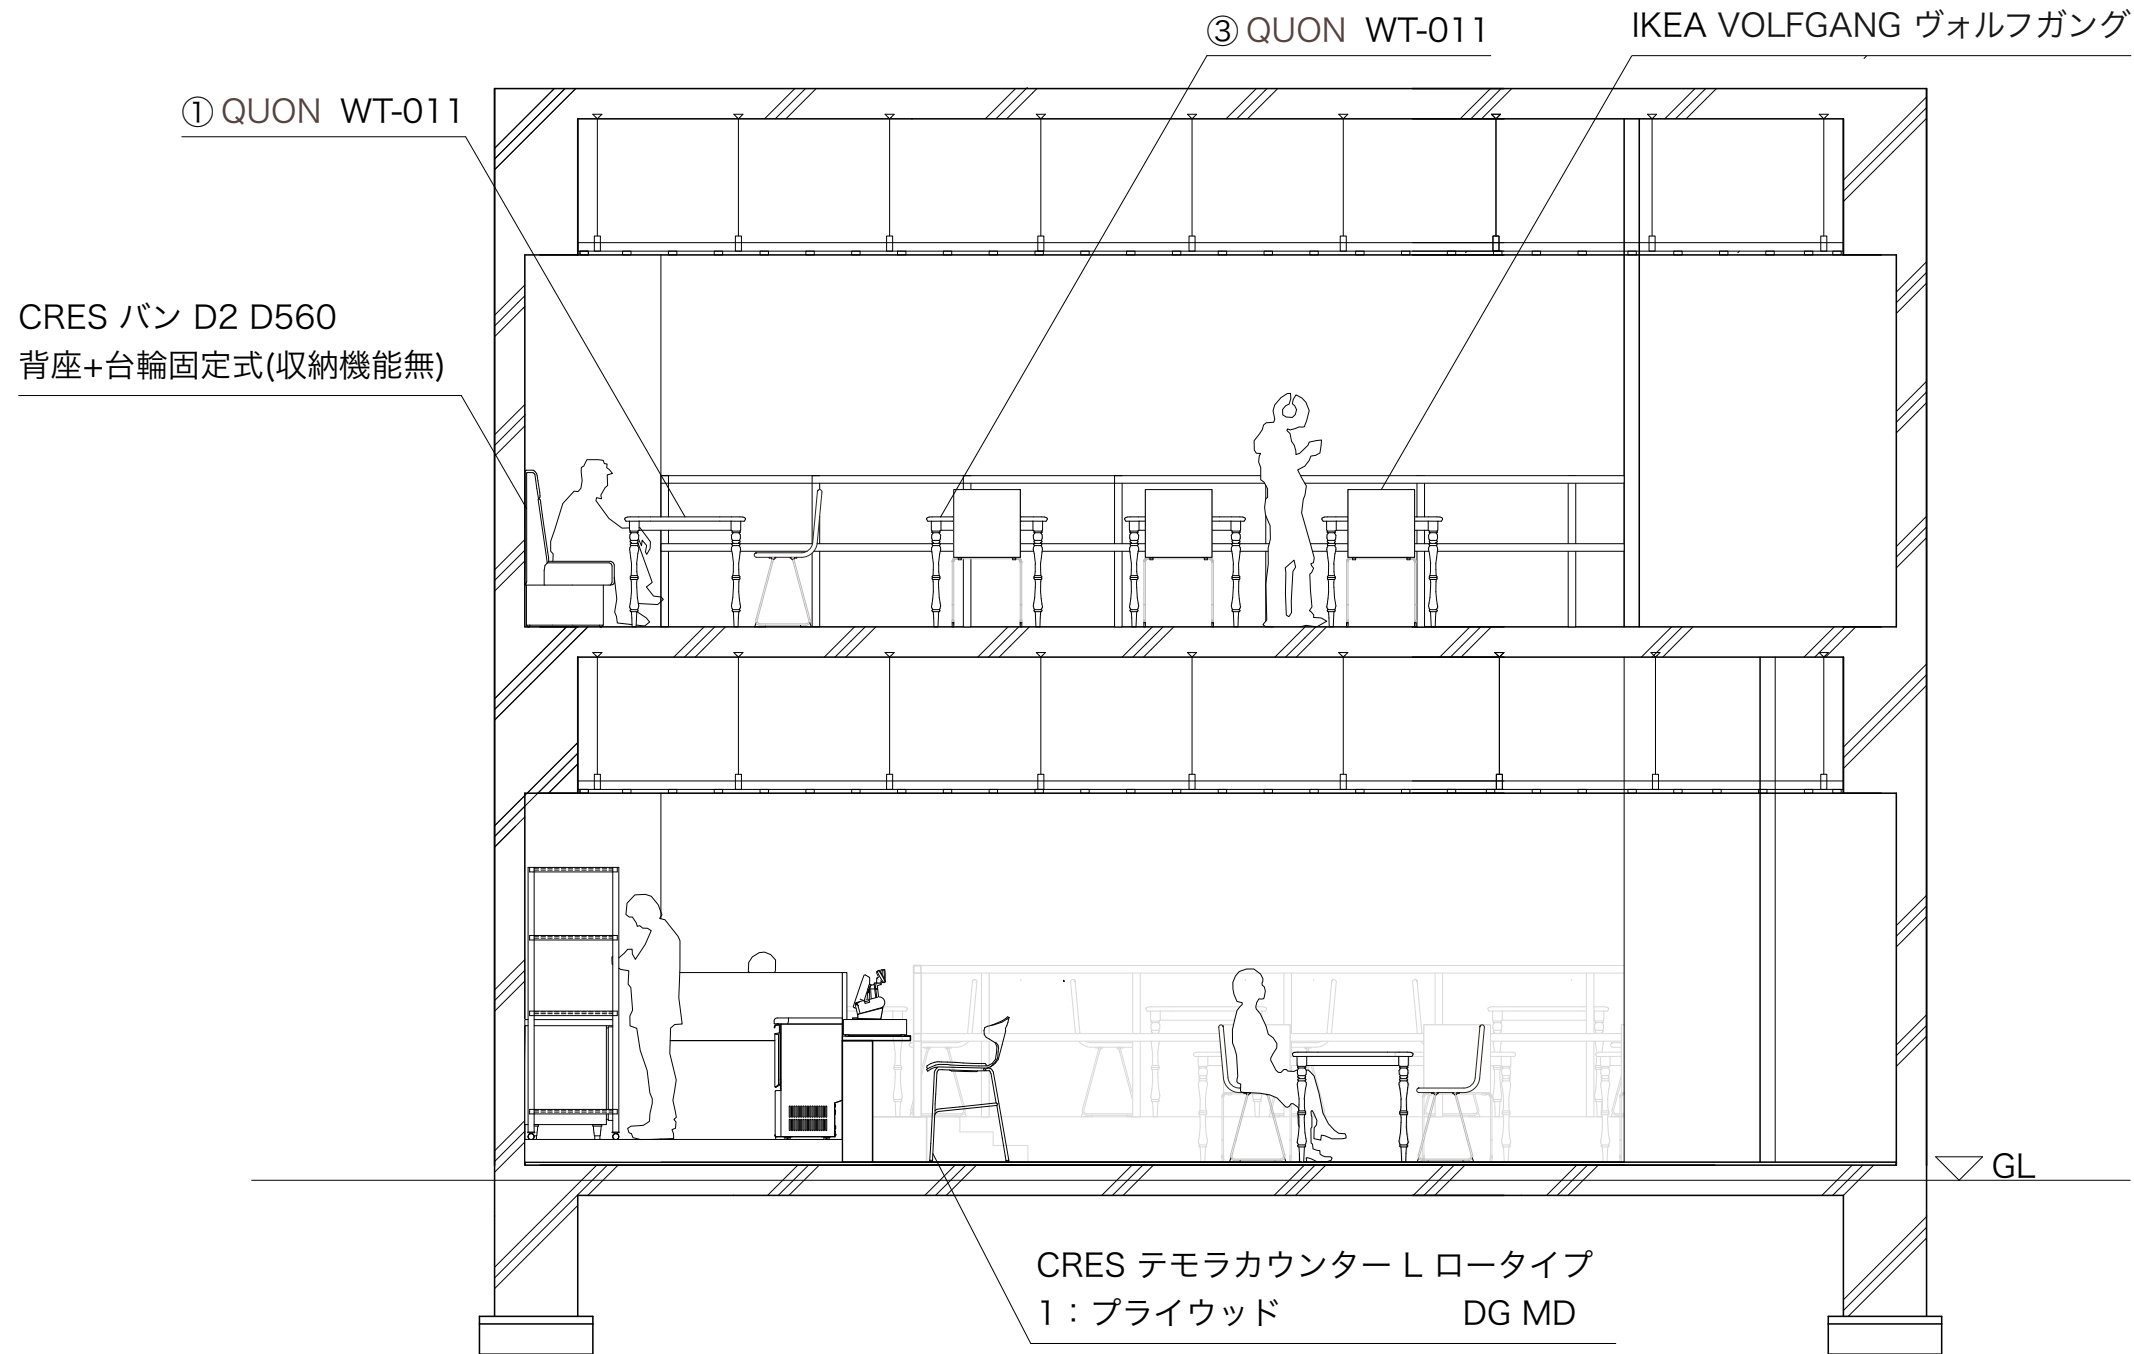 ③ QUON WT-011
IKEA VOLFGANG ヴォルフガング
① QUON WT-011
CRES バン D2 D560
背座+台輪固定式(収納機能無)
GL
CRES テモラカウンター L ロータイプ
1：プライウッド DG MD